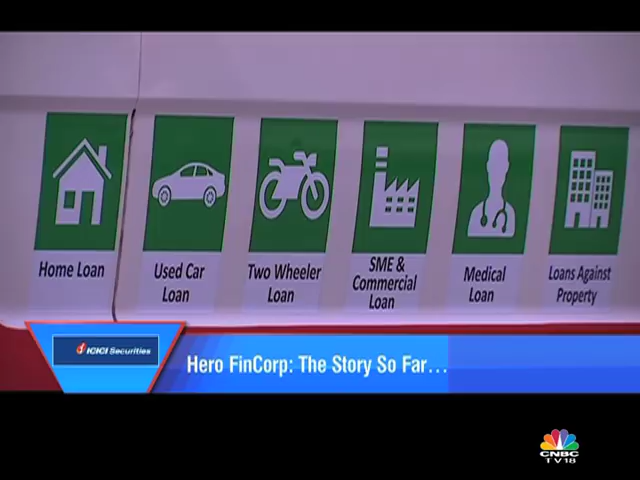 Home Loan
Used Car
Loan
Two Wheeler
Loan
SME &
Commercial
Loan
Medical
Loan
Loans Against
Property
ICICI Securities
Hero FinCorp: The Story So Far...
CNBC
TV18